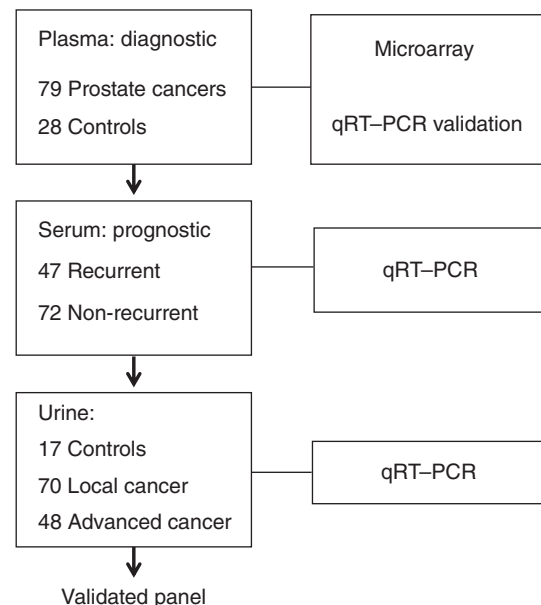 Plasma: diagnostic
79 Prostate cancers
28 Controls
Microarray
qRT–PCR validation
Serum: prognostic
47 Recurrent
72 Non-recurrent
qRT–PCR
Urine:
17 Controls
70 Local cancer
48 Advanced cancer
qRT–PCR
Validated panel